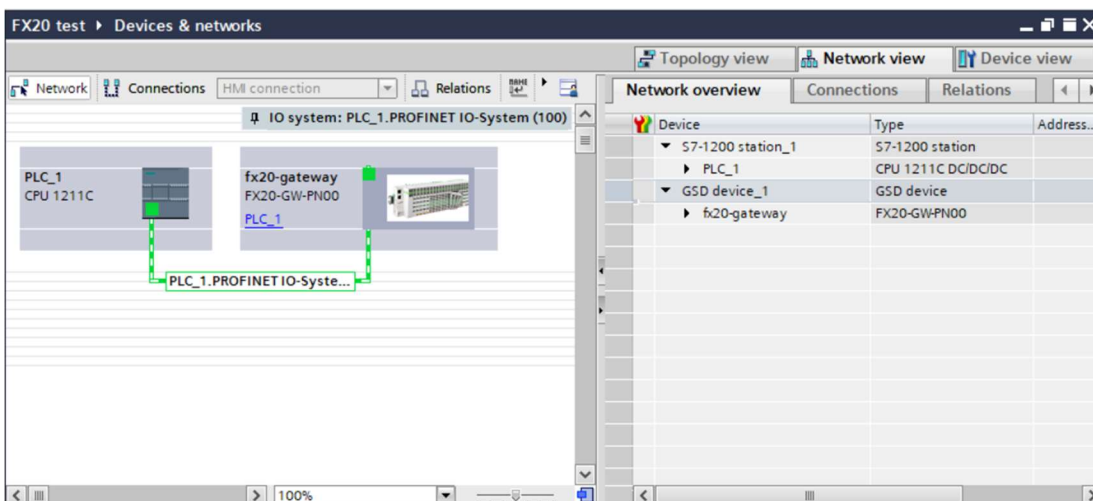 FX20 test ▸ Devices & networks
Topology view Network view Device view
Network Connections HMI connection Relations
Network overview Connections Relations
IO system: PLC_1.PROFINET IO-System (100)
Device Type Address...
S7-1200 station_1 S7-1200 station
PLC_1 CPU 1211C DC/DC/DC
GSD device_1 GSD device
fx20-gateway FX20-GW-PN00
PLC_1
CPU 1211C
fx20-gateway
FX20-GW-PN00
PLC_1
PLC_1.PROFINET IO-Syste...
100%